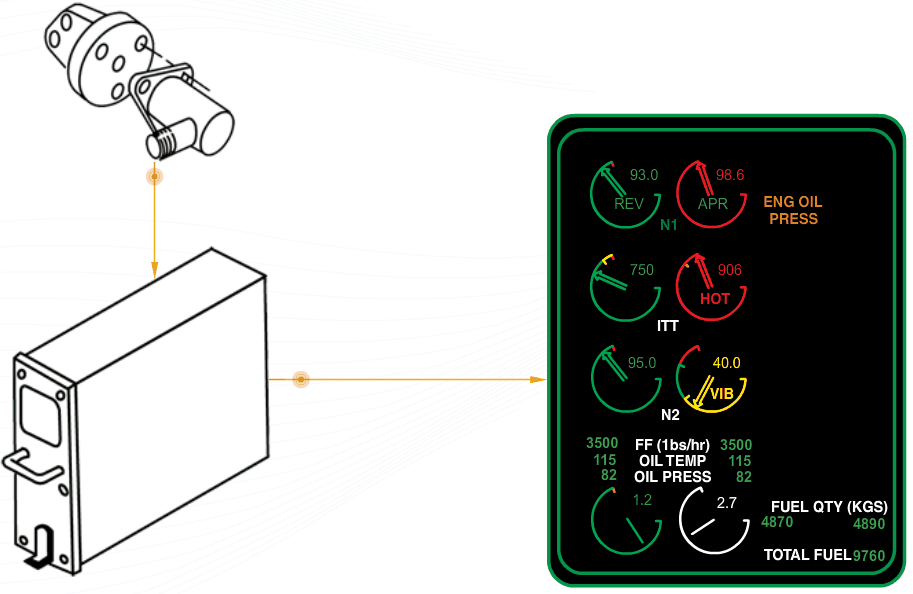 93.0 98.6
REV APR ENG OIL
PRESS
N1
750 906
HOT
ITT
95.0 40.0
VIB
N2
3500 FF (1bs/hr) 3500
115 OIL TEMP 115
82 OIL PRESS 82
1.2 2.7
FUEL QTY (KGS)
4870 4890
TOTAL FUEL 9760